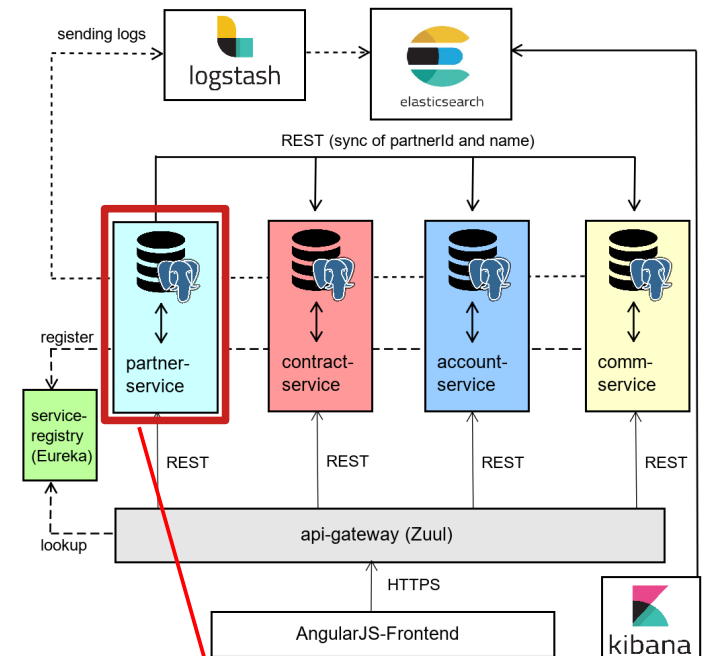 sending logs
logstash
elasticsearch
REST (sync of partnerId and name)
register
partner-
service
contract-
service
account-
service
comm-
service
service-
registry
(Eureka)
REST
REST
REST
REST
lookup
api-gateway (Zuul)
HTTPS
AngularJS-Frontend
kibana